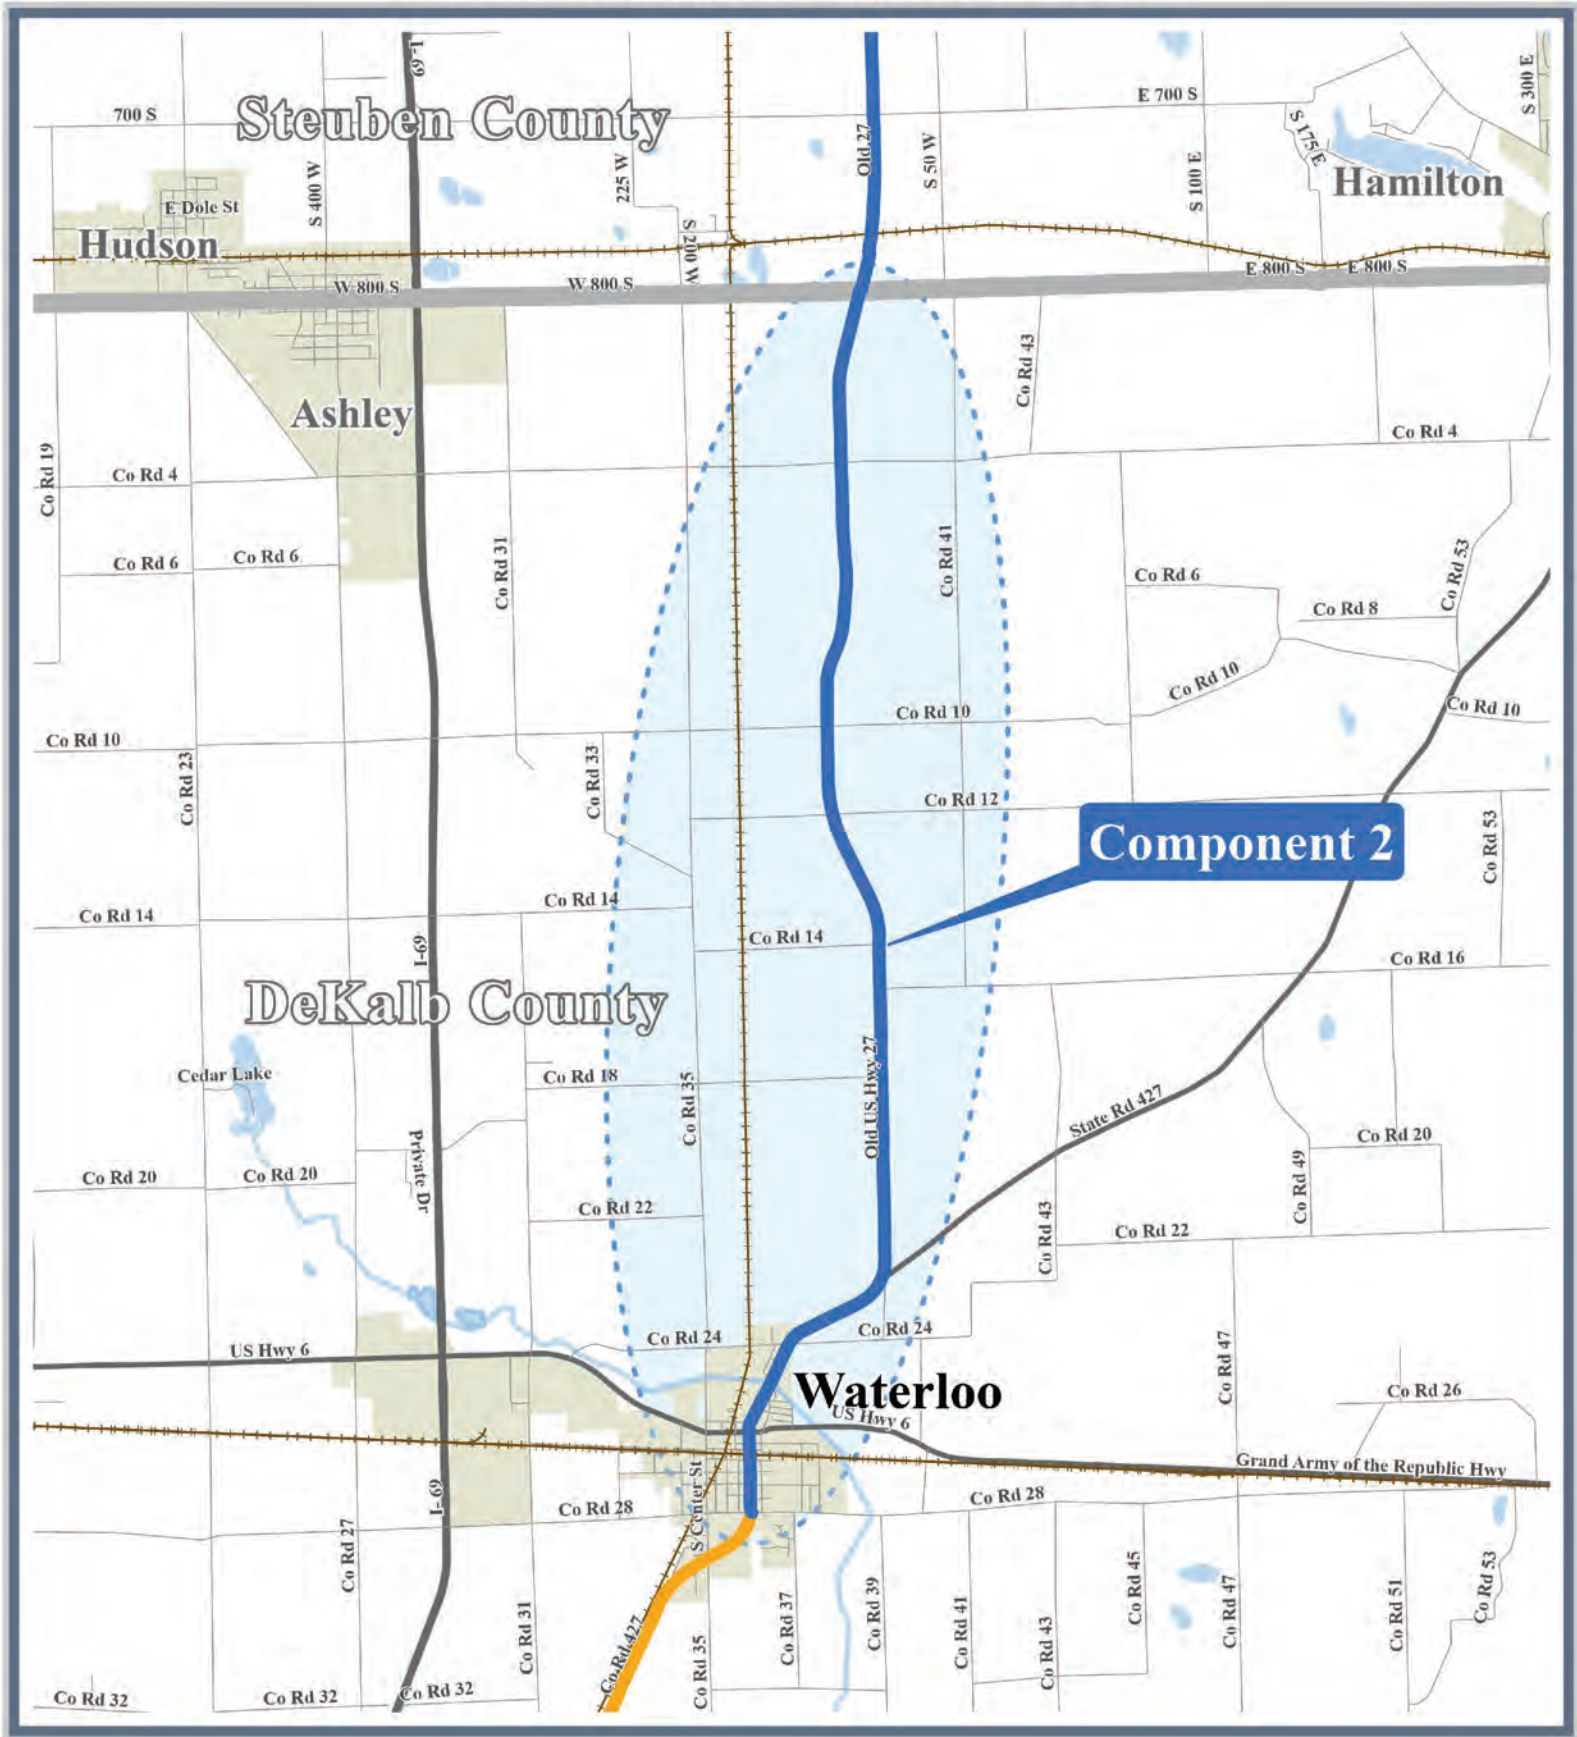 I-69
700 S
Steuben County
E 700 S
S 300 E
Old 27
S 175 E
S 50 W
225 W
S 400 W
S 100 E
Hamilton
E Dole St
Hudson
S 200 W
W 800 S
W 800 S
E 800 S
E 800 S
Co Rd 43
Ashley
Co Rd 4
Co Rd 19
Co Rd 4
Co Rd 31
Co Rd 41
Co Rd 53
Co Rd 6
Co Rd 6
Co Rd 6
Co Rd 8
Co Rd 10
Co Rd 10
Co Rd 10
Co Rd 10
Co Rd 23
Co Rd 33
Co Rd 12
Component 2
Co Rd 53
Co Rd 14
Co Rd 14
Co Rd 14
I-69
Co Rd 16
DeKalb County
Cedar Lake
Co Rd 18
Co Rd 35
Old US Hwy 27
State Rd 427
Co Rd 20
Private Dr
Co Rd 20
Co Rd 20
Co Rd 49
Co Rd 22
Co Rd 43
Co Rd 22
Co Rd 24
Co Rd 24
US Hwy 6
Co Rd 47
Waterloo
Co Rd 26
US Hwy 6
Grand Army of the Republic Hwy
I-69
S Center St
Co Rd 28
Co Rd 28
Co Rd 27
Co Rd 31
Co Rd 427
Co Rd 35
Co Rd 37
Co Rd 39
Co Rd 41
Co Rd 43
Co Rd 45
Co Rd 47
Co Rd 51
Co Rd 53
Co Rd 32
Co Rd 32
Co Rd 32